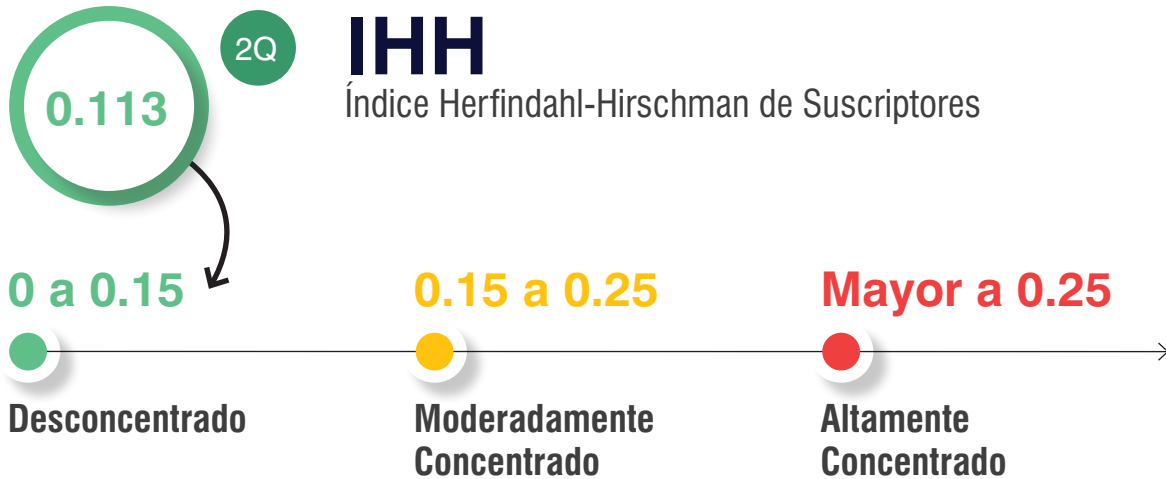 0.113
2Q
IHH
Índice Herfindahl-Hirschman de Suscriptores
0 a 0.15
0.15 a 0.25
Mayor a 0.25
Desconcentrado
Moderadamente
Concentrado
Altamente
Concentrado